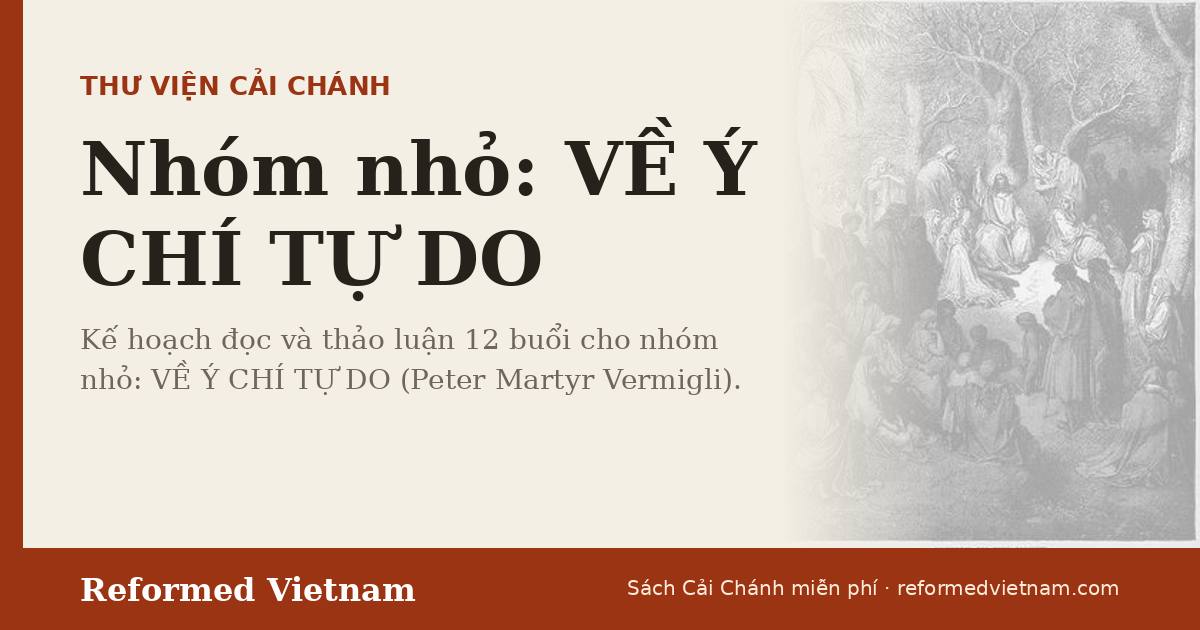 THƯ VIỆN CẢI CHÁNH
Nhóm nhỏ: VỀ Ý
CHÍ TỰ DO
Kế hoạch đọc và thảo luận 12 buổi cho nhóm
nhỏ: VỀ Ý CHÍ TỰ DO (Peter Martyr Vermigli).
Reformed Vietnam
Sách Cải Chánh miễn phí · reformedvietnam.com